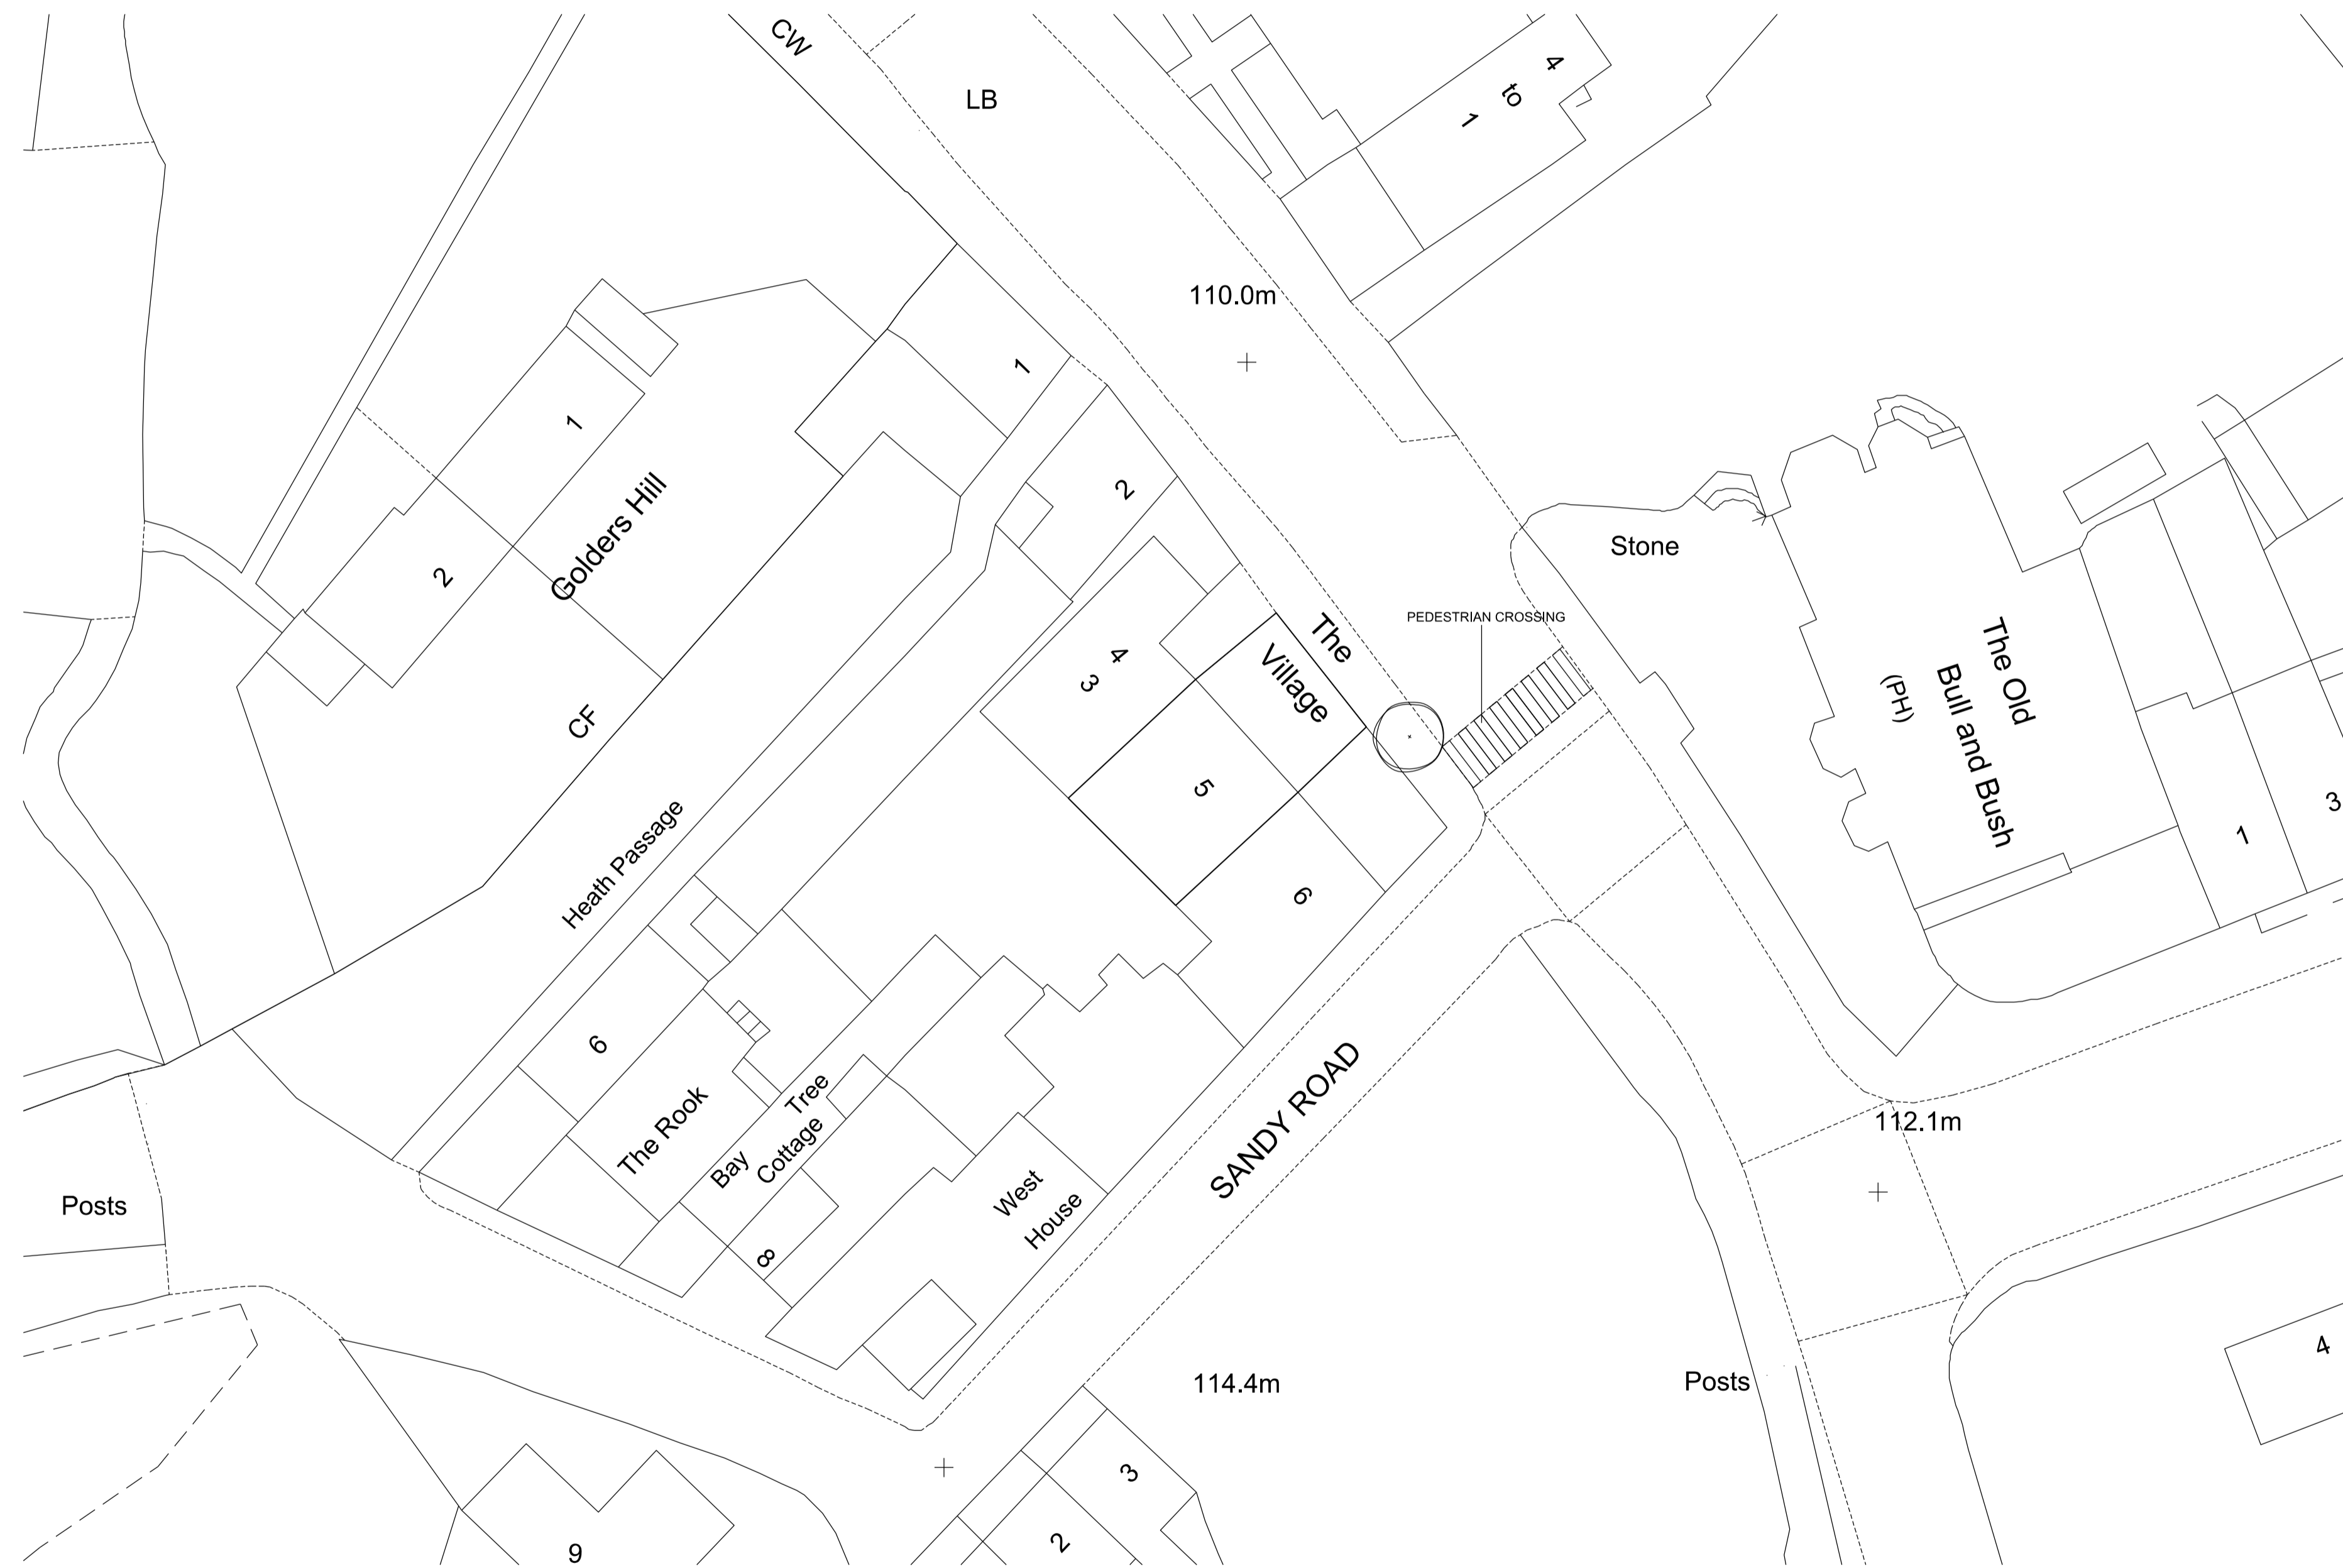 CW
LB
4
to
1
110.0m
1
1
2
2
Golders Hill
CF
Stone
PEDESTRIAN CROSSING
The
Village
4
3
5
6
The Old
Bull and Bush
(PH)
1
3
Heath Passage
6
The Rook
Bay Tree
Cottage
8
West
House
SANDY ROAD
112.1m
Posts
114.4m
Posts
4
3
2
9